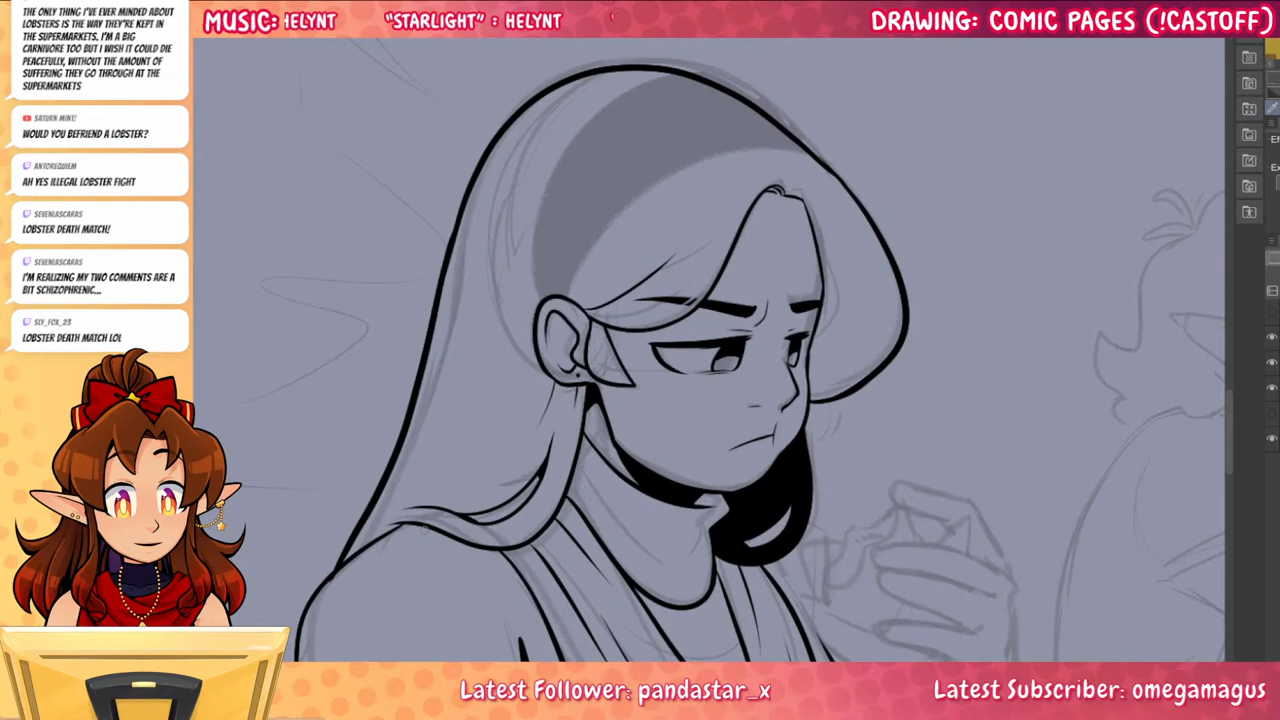 MUSIC: HELYNT
"STARLIGHT" : HELYNT
DRAWING: COMIC PAGES (!CASTOFF)
THE ONLY THING I'VE EVER MINDED ABOUT
LOBSTERS IS THE WAY THEY'RE KEPT IN
THE SUPERMARKETS. I'M A BIG
CARNIVORE TOO BUT I WISH IT COULD DIE
PEACEFULLY, WITHOUT THE AMOUNT OF
SUFFERING THEY GO THROUGH AT THE
SUPERMARKETS
SATURN MINT!
WOULD YOU BEFRIEND A LOBSTER?
ANTOREQUIEM
AH YES ILLEGAL LOBSTER FIGHT
SEVENLASCARAS
LOBSTER DEATH MATCH!
SEVENLASCARAS
I'M REALIZING MY TWO COMMENTS ARE A
BIT SCHIZOPHRENIC...
SLY_FOX_23
LOBSTER DEATH MATCH LOL
Latest Follower: pandastar_x
Latest Subscriber: omegamagus